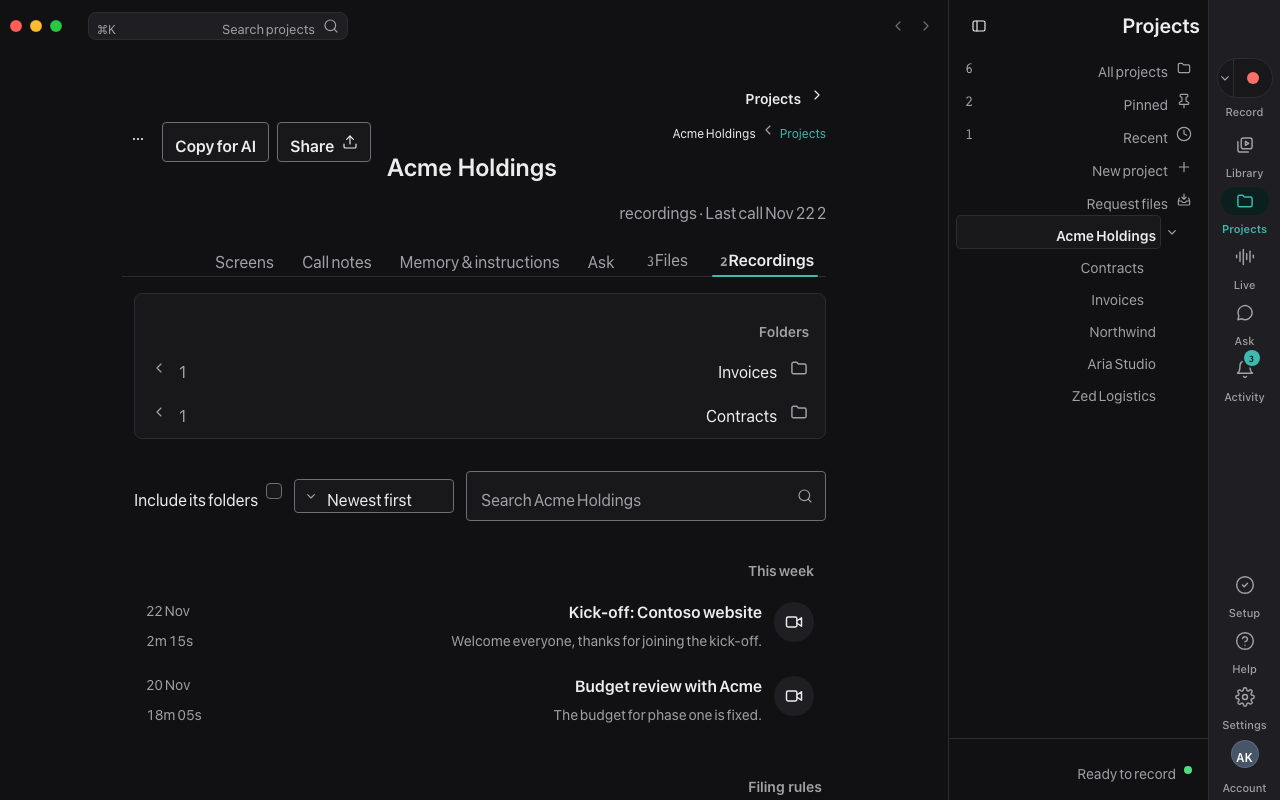 ⌘K
Search projects
Projects
Acme Holdings
Projects
Copy for AI
Share
Acme Holdings
recordings · Last call Nov 22 2
Screens
Call notes
Memory & instructions
Ask
3 Files
2 Recordings
Folders
1
Invoices
1
Contracts
Include its folders
Newest first
Search Acme Holdings
This week
22 Nov
Kick-off: Contoso website
2m 15s
Welcome everyone, thanks for joining the kick-off.
20 Nov
Budget review with Acme
18m 05s
The budget for phase one is fixed.
Filing rules
Projects
6
All projects
2
Pinned
1
Recent
New project
Request files
Acme Holdings
Contracts
Invoices
Northwind
Aria Studio
Zed Logistics
Ready to record
Record
Library
Projects
Live
Ask
3
Activity
Setup
Help
Settings
AK
Account